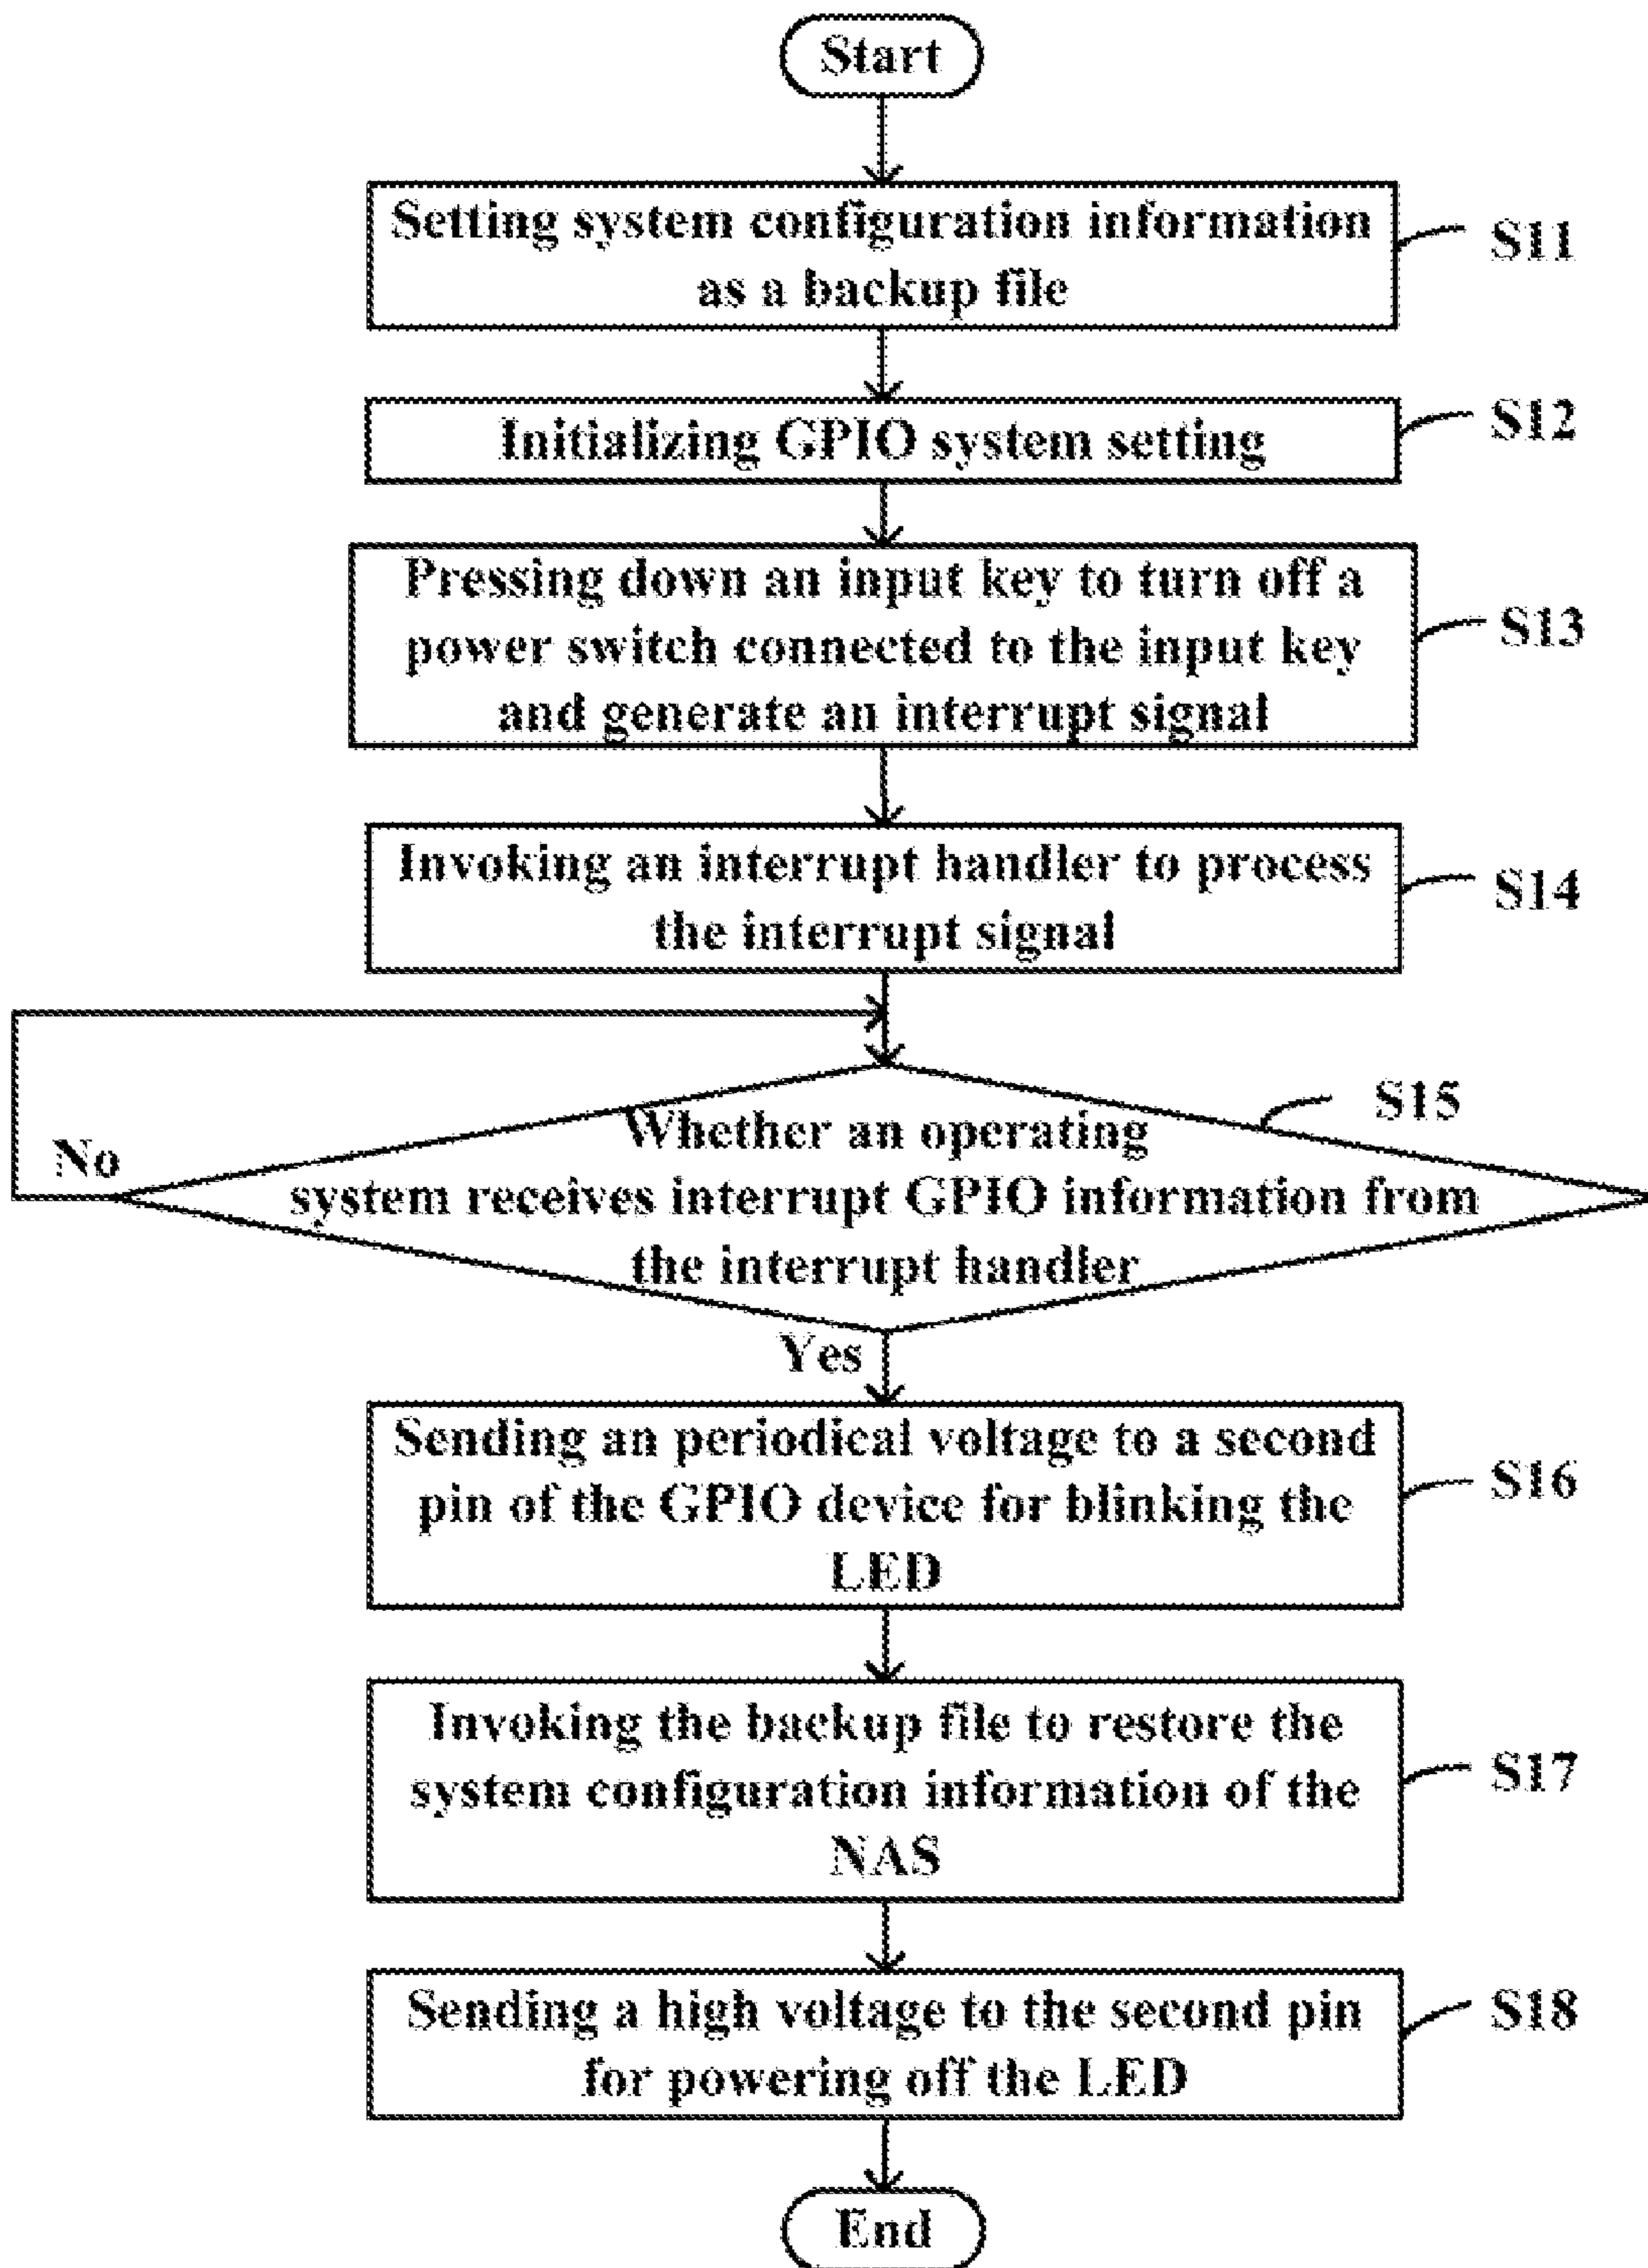 Start
Setting system configuration information
as a backup file
S11
Initializing GPIO system setting
S12
Pressing down an input key to turn off a
power switch connected to the input key
and generate an interrupt signal
S13
Invoking an interrupt handler to process
the interrupt signal
S14
S15
Whether an operating
system receives interrupt GPIO information from
the interrupt handler
No
Yes
Sending an periodical voltage to a second
pin of the GPIO device for blinking the
LED
S16
Invoking the backup file to restore the
system configuration information of the
NAS
S17
Sending a high voltage to the second pin
for powering off the LED
S18
End